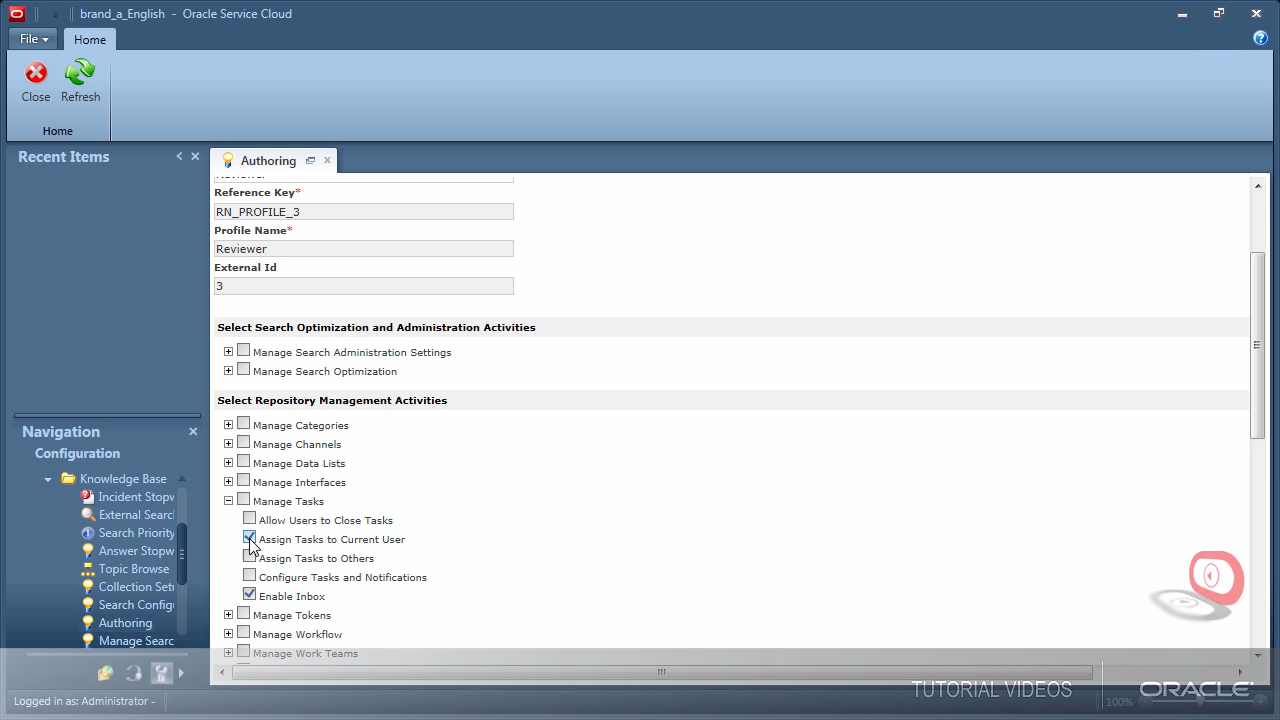 brand_a_English - Oracle Service Cloud
File Home
Close Refresh
Home
Recent Items
Authoring
Reference Key*
RN_PROFILE_3
Profile Name*
Reviewer
External Id
3
Select Search Optimization and Administration Activities
Manage Search Administration Settings
Manage Search Optimization
Select Repository Management Activities
Manage Categories
Manage Channels
Manage Data Lists
Manage Interfaces
Manage Tasks
Allow Users to Close Tasks
Assign Tasks to Current User
Assign Tasks to Others
Configure Tasks and Notifications
Enable Inbox
Manage Tokens
Manage Workflow
Manage Work Teams
Navigation
Configuration
Knowledge Base
Incident Stopw
External Searc
Search Priority
Answer Stopw
Topic Browse
Collection Setu
Search Configu
Authoring
Manage Searc
Logged in as: Administrator -
TUTORIAL VIDEOS
ORACLE
100%